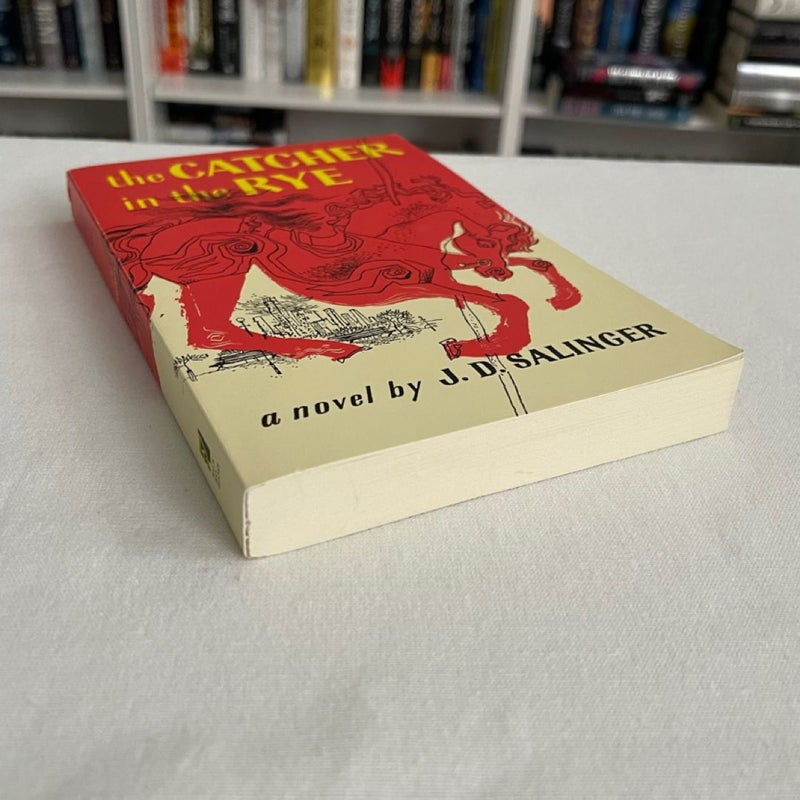 the CATCHER
in the RYE
a novel by J. D. SALINGER